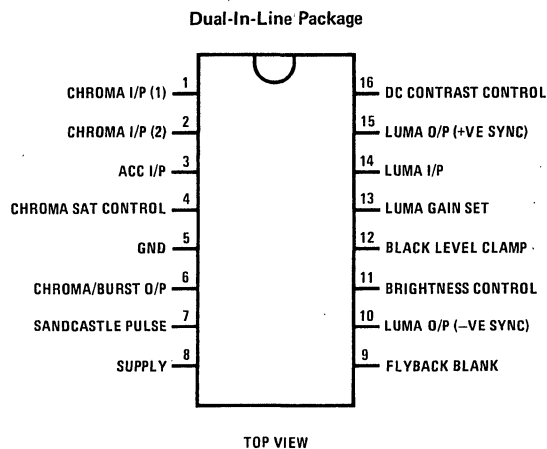 Dual-In-Line Package
CHROMA I/P (1) 1
CHROMA I/P (2) 2
ACC I/P 3
CHROMA SAT CONTROL 4
GND 5
CHROMA/BURST O/P 6
SANDCASTLE PULSE 7
SUPPLY 8
16 DC CONTRAST CONTROL
15 LUMA O/P (+VE SYNC)
14 LUMA I/P
13 LUMA GAIN SET
12 BLACK LEVEL CLAMP
11 BRIGHTNESS CONTROL
10 LUMA O/P (−VE SYNC)
9 FLYBACK BLANK
TOP VIEW